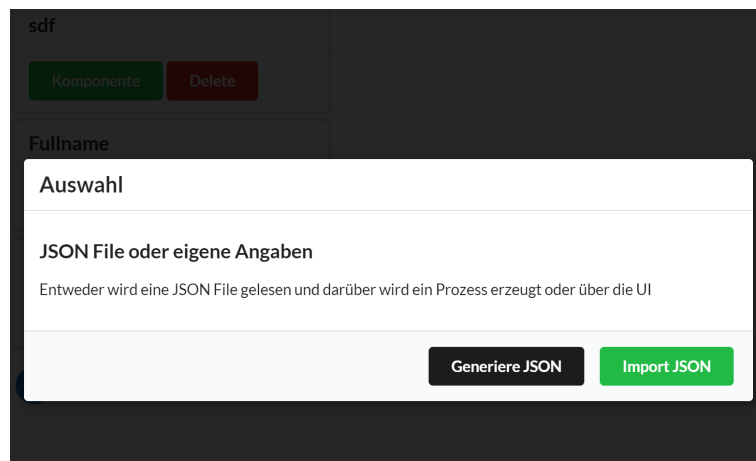 sdf
Komponente Delete
Fullname
Auswahl
JSON File oder eigene Angaben
Entweder wird eine JSON File gelesen und darüber wird ein Prozess erzeugt oder über die UI
Generiere JSON Import JSON